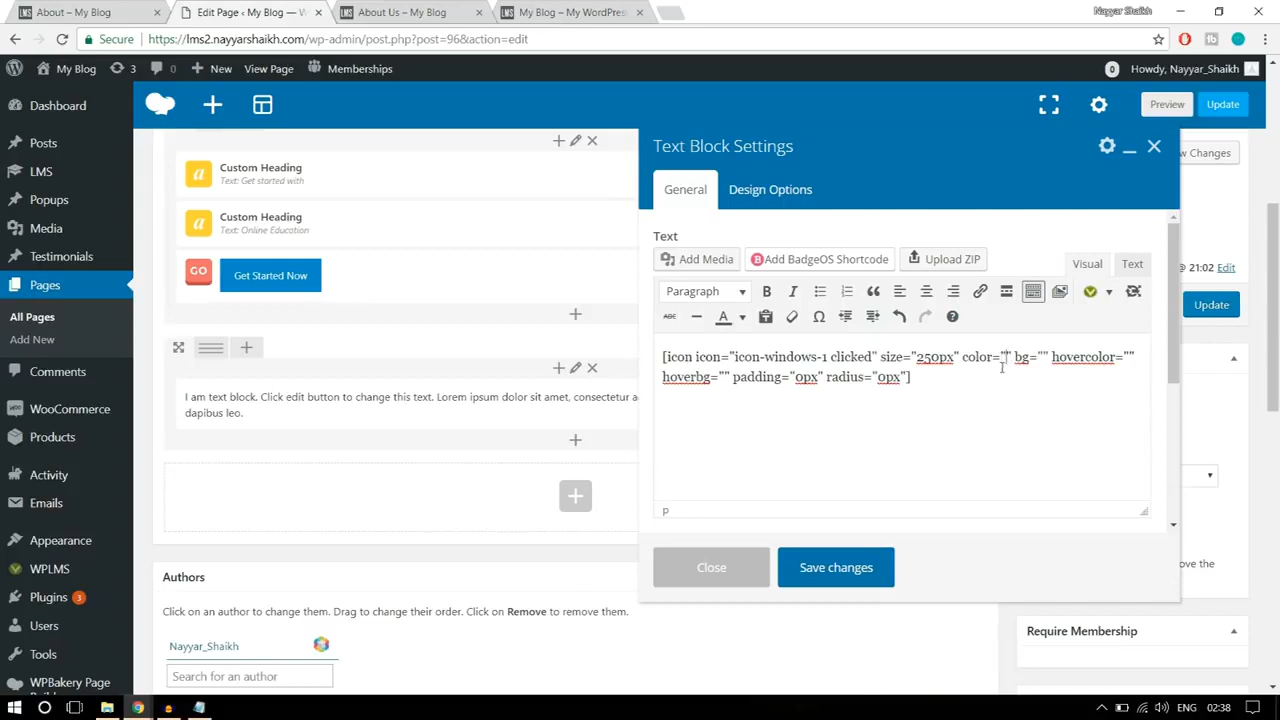 About – My Blog
Edit Page ‹ My Blog —
About Us – My Blog
My Blog – My WordPress
Nayyar Shaikh
Secure
https://lms2.nayyarshaikh.com/wp-admin/post.php?post=96&action=edit
My Blog
3
0
New
View Page
Memberships
0
Howdy, Nayyar_Shaikh
Dashboard
Posts
LMS
Popups
Media
Testimonials
Pages
All Pages
Add New
Comments
WooCommerce
Products
Activity
Emails
Appearance
WPLMS
Plugins 3
Users
Tools
WPBakery Page
Preview
Update
Custom Heading
Text: Get started with
Custom Heading
Text: Online Education
GO
Get Started Now
I am text block. Click edit button to change this text. Lorem ipsum dolor sit amet, consectetur a
dapibus leo.
Text Block Settings
General
Design Options
Text
Add Media
Add BadgeOS Shortcode
Upload ZIP
Visual
Text
Paragraph
[icon icon="icon-windows-1 clicked" size="250px" color="" bg="" hovercolor=""
hoverbg="" padding="0px" radius="0px"]
p
Close
Save changes
w Changes
@ 21:02 Edit
Update
ove the
Authors
Click on an author to change them. Drag to change their order. Click on Remove to remove them.
Nayyar_Shaikh
Search for an author
Require Membership
ENG
02:38